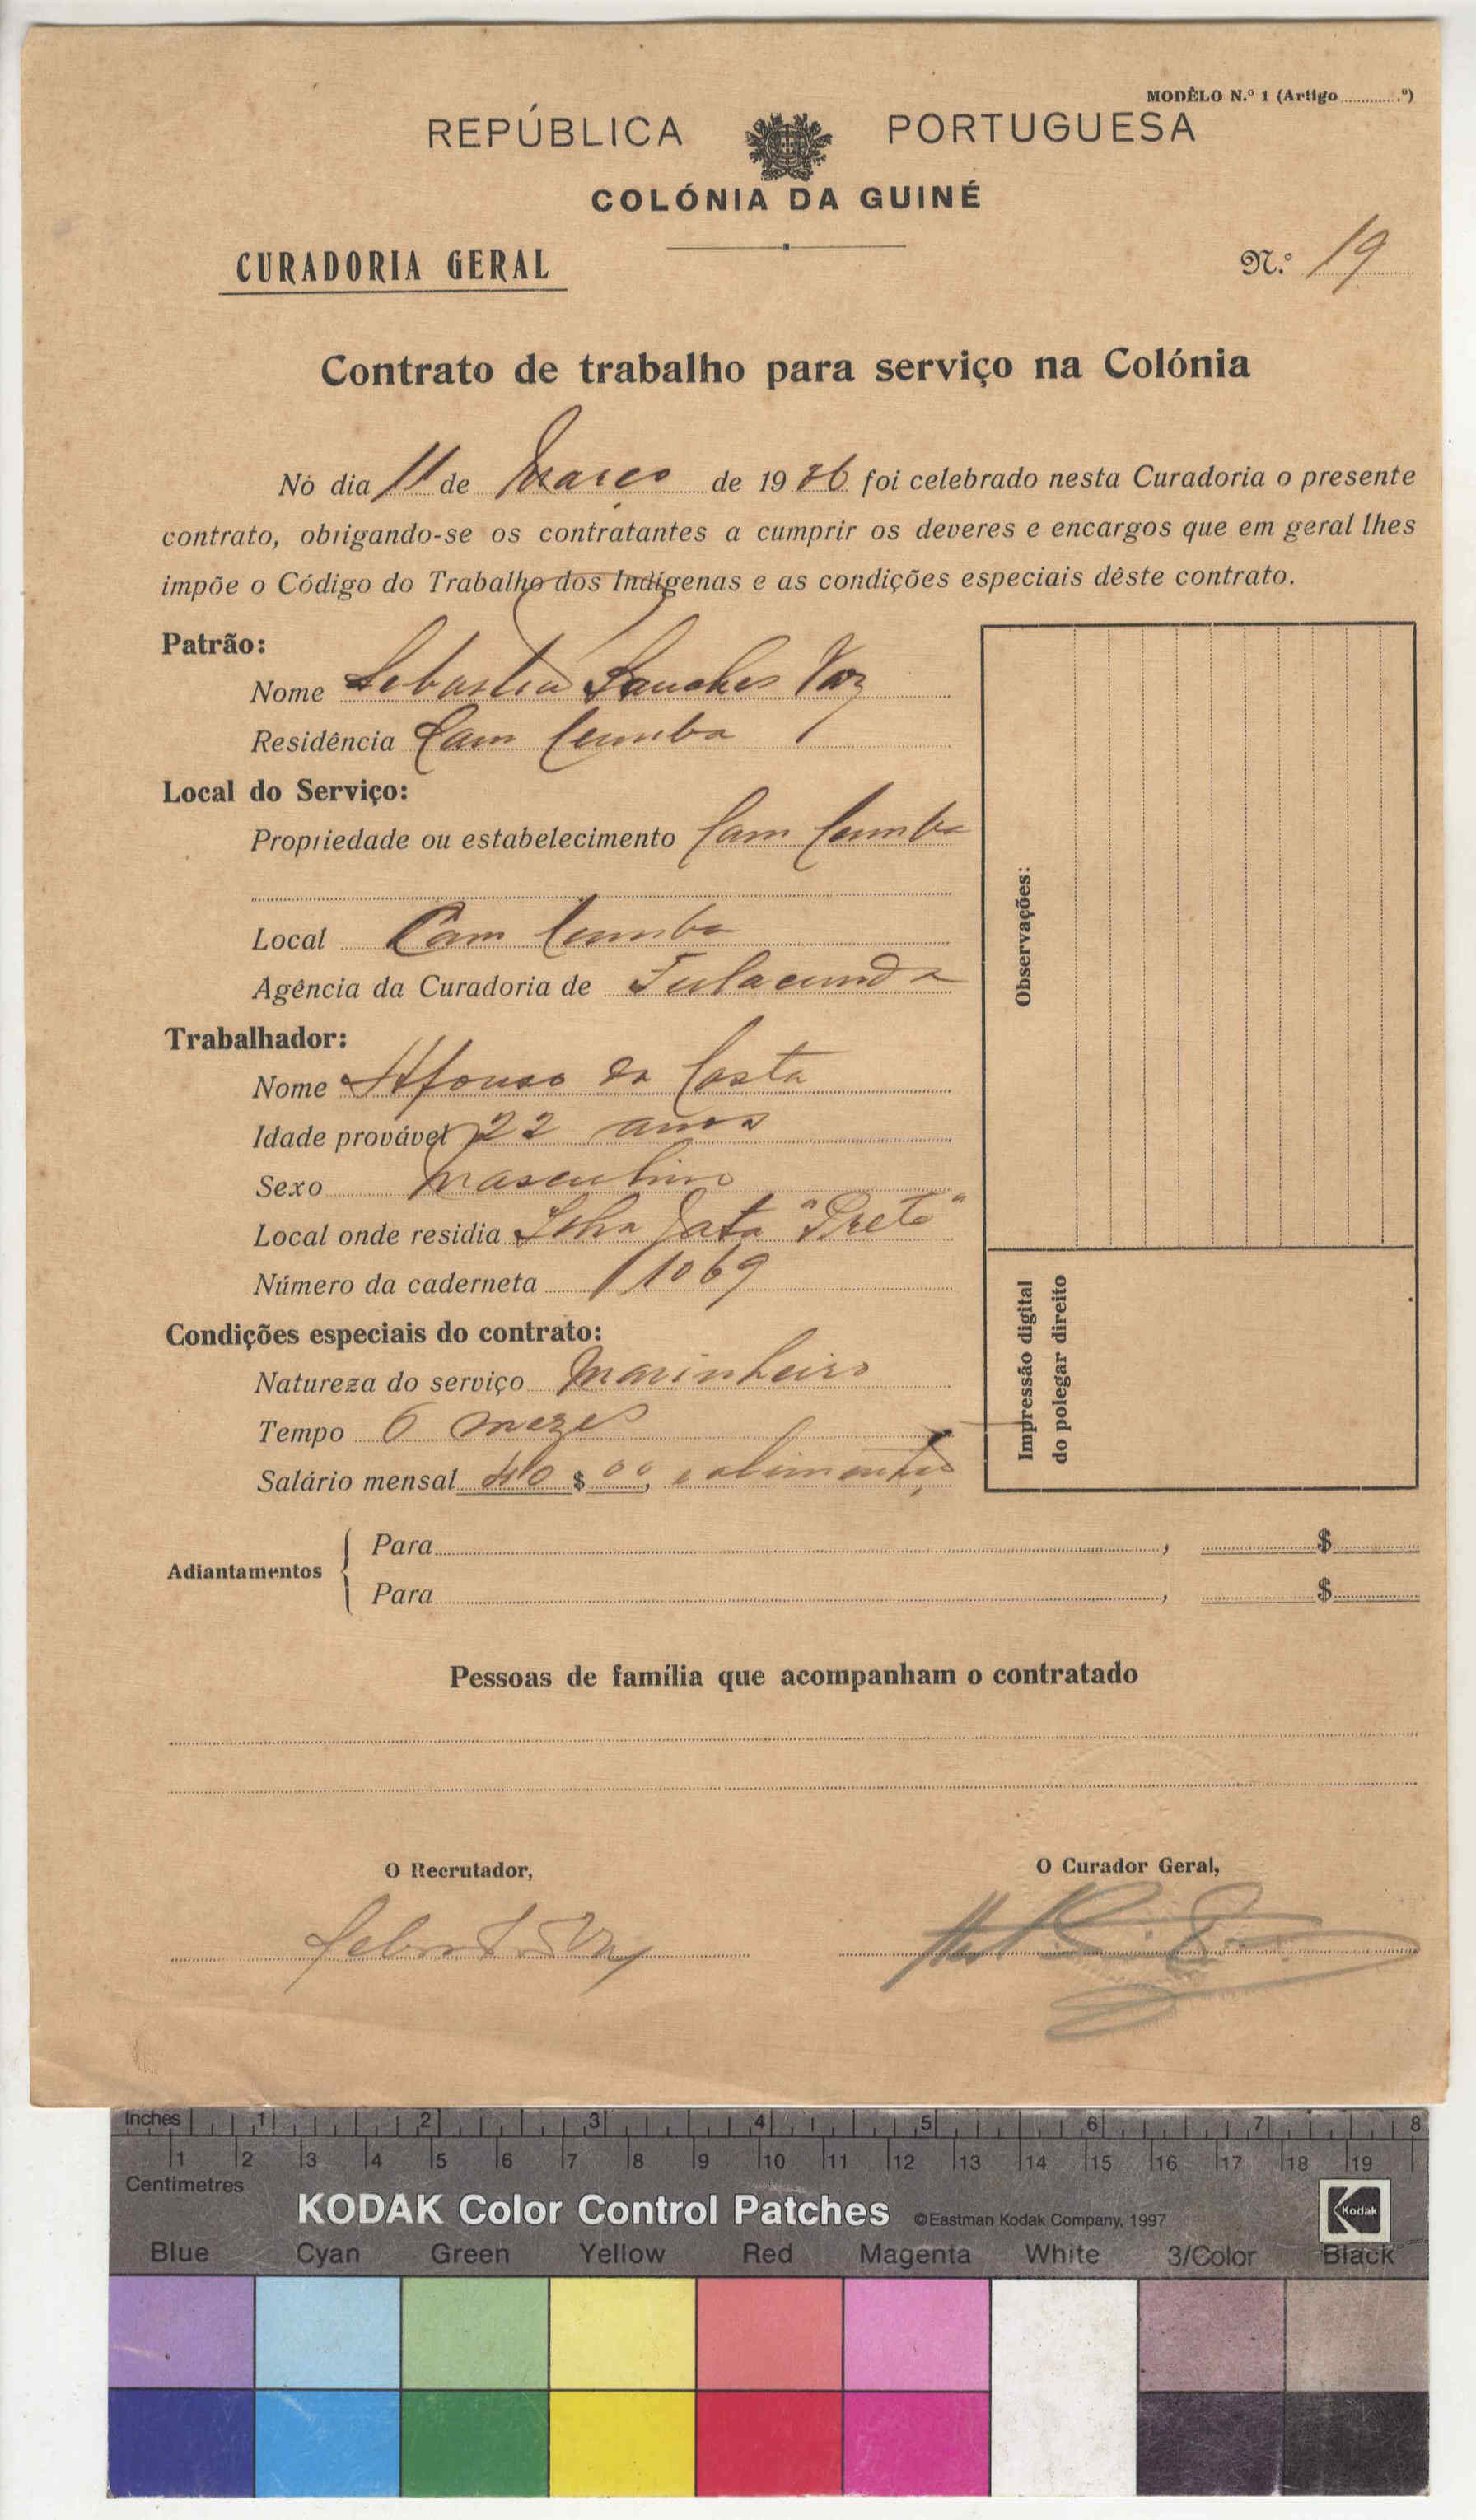 MODÊLO N.º 1 (Artigo ............º)
REPÚBLICA PORTUGUESA
COLÓNIA DA GUINÉ
CURADORIA GERAL
N.º 19
Contrato de trabalho para serviço na Colónia
No dia 11 de Março de 1936 foi celebrado nesta Curadoria o presente
contrato, obrigando-se os contratantes a cumprir os deveres e encargos que em geral lhes
impõe o Código do Trabalho dos Indígenas e as condições especiais dêste contrato.
Patrão:
Nome Sebastião Sanches Vaz
Residência Cam Cumba
Local do Serviço:
Propriedade ou estabelecimento Cam Cumba
Local Cam Cumba
Agência da Curadoria de Fulacunda
Trabalhador:
Nome Afonso da Costa
Idade provável 22 anos
Sexo masculino
Local onde residia Ilha Gata "Preto"
Número da caderneta 11069
Condições especiais do contrato:
Natureza do serviço Marinheiro
Tempo 6 mezes
Salário mensal 40 $ 00, e alimentação
Observações:
Impressão digital
do polegar direito
Adiantamentos
Para , $
Para , $
Pessoas de família que acompanham o contratado
O Recrutador,
O Curador Geral,
Inches 1 2 3 4 5 6 7 8
1 2 3 4 5 6 7 8 9 10 11 12 13 14 15 16 17 18 19
Centimetres
KODAK Color Control Patches ©Eastman Kodak Company, 1997 Kodak
Blue Cyan Green Yellow Red Magenta White 3/Color Black